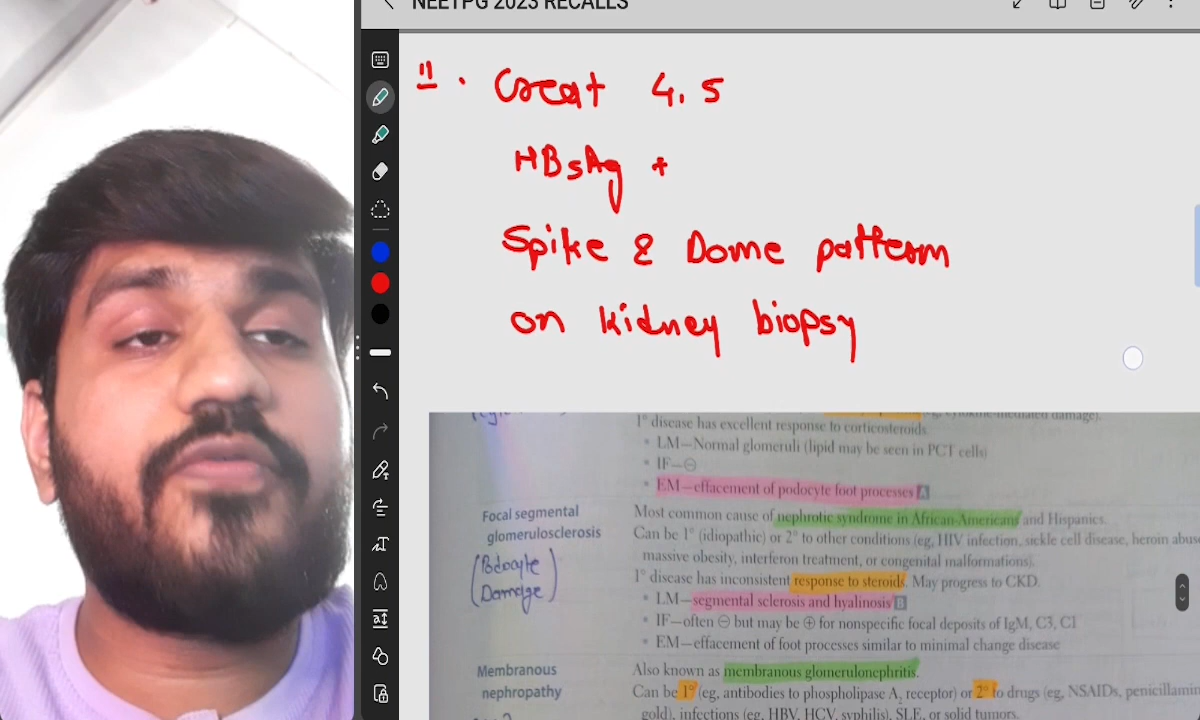 NEETPG 2023 RECALLS
11. Creat 4.5
HBsAg +
Spike & Dome pattern
on kidney biopsy
1° disease has excellent response to corticosteroids
• LM—Normal glomeruli (lipid may be seen in PCT cells)
• IF—⊖
• EM—effacement of podocyte foot processes A
Focal segmental
glomerulosclerosis
(Podocyte
Damage)
Most common cause of nephrotic syndrome in African-Americans and Hispanics.
Can be 1° (idiopathic) or 2° to other conditions (eg, HIV infection, sickle cell disease, heroin abus
massive obesity, interferon treatment, or congenital malformations).
1° disease has inconsistent response to steroids. May progress to CKD.
• LM—segmental sclerosis and hyalinosis B
• IF—often ⊖ but may be ⊕ for nonspecific focal deposits of IgM, C3, C1
• EM—effacement of foot processes similar to minimal change disease
Membranous
nephropathy
Also known as membranous glomerulonephritis.
Can be 1° (eg, antibodies to phospholipase A2 receptor) or 2° to drugs (eg, NSAIDs, penicillamin
gold), infections (eg, HBV, HCV, syphilis), SLE, or solid tumors.